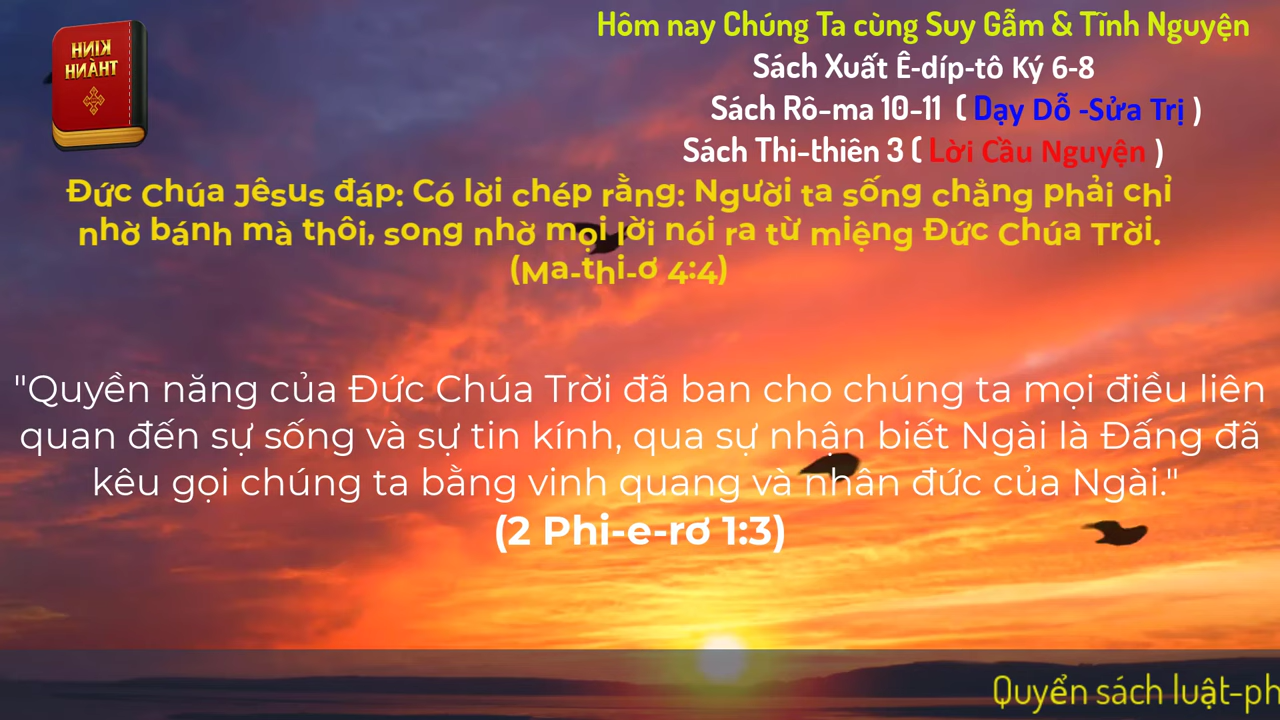 KINH
THÀNH
Hôm nay Chúng Ta cùng Suy Gẫm & Tĩnh Nguyện
Sách Xuất Ê-díp-tô Ký 6-8
Sách Rô-ma 10-11 ( Dạy Dỗ -Sửa Trị )
Sách Thi-thiên 3 ( Lời Cầu Nguyện )
Đức Chúa Jêsus đáp: Có lời chép rằng: Người ta sống chẳng phải chỉ
nhờ bánh mà thôi, song nhờ mọi lời nói ra từ miệng Đức Chúa Trời.
(Ma-thi-ơ 4:4)
"Quyền năng của Đức Chúa Trời đã ban cho chúng ta mọi điều liên
quan đến sự sống và sự tin kính, qua sự nhận biết Ngài là Đấng đã
kêu gọi chúng ta bằng vinh quang và nhân đức của Ngài."
(2 Phi-e-rơ 1:3)
Quyển sách luật-ph